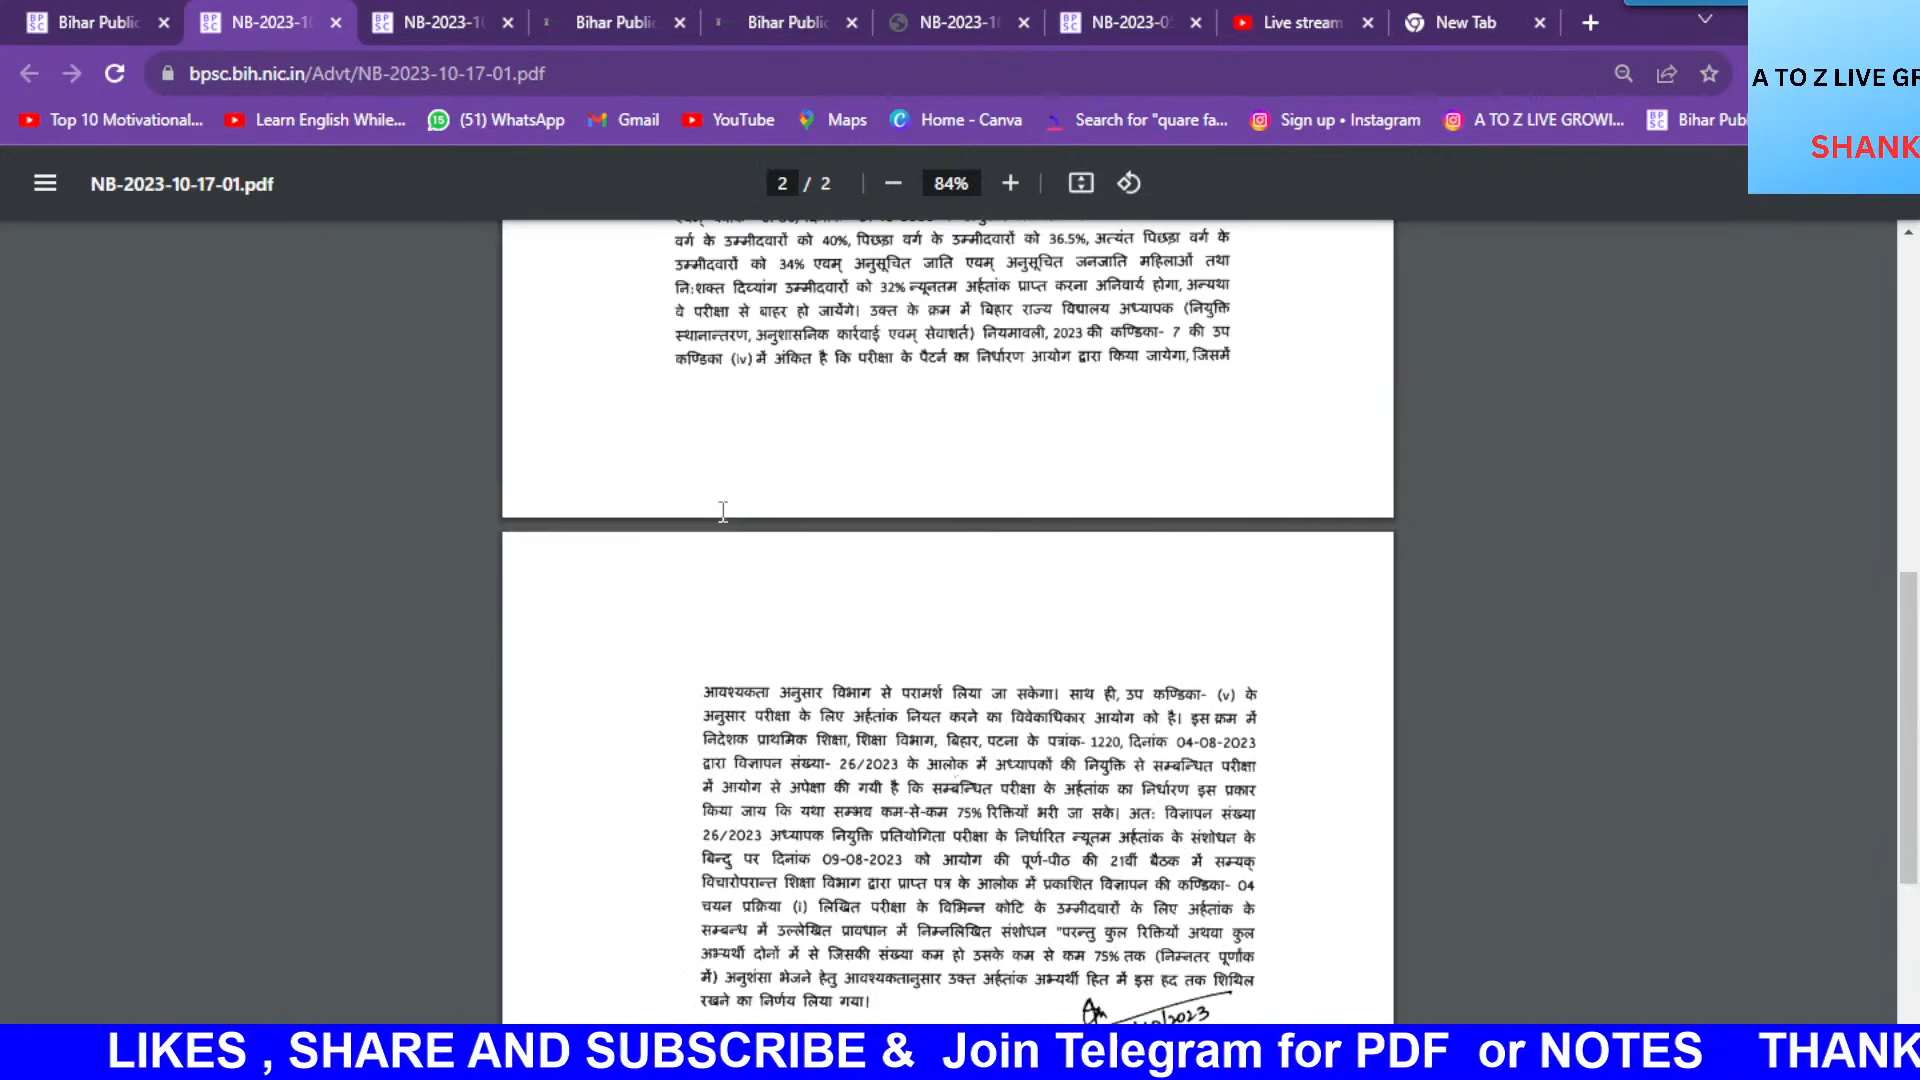 Bihar Public
NB-2023-10
NB-2023-10
Bihar Public
Bihar Public
NB-2023-10
NB-2023-0
Live stream
New Tab
bpsc.bih.nic.in/Advt/NB-2023-10-17-01.pdf
A TO Z LIVE GR
SHANK
Top 10 Motivational...
Learn English While...
15
(51) WhatsApp
Gmail
YouTube
Maps
Home - Canva
Search for "quare fa...
Sign up • Instagram
A TO Z LIVE GROWI...
Bihar Pub
NB-2023-10-17-01.pdf
2 / 2
84%
वर्ग के उम्मीदवारों को 40%, पिछड़ा वर्ग के उम्मीदवारों को 36.5%, अत्यंत पिछड़ा वर्ग के
उम्मीदवारों को 34% एवम् अनुसूचित जाति एयम् अनुसूचित जनजाति महिलाओं तथा
नि:शक्त दिव्यांग उम्मीदवारों को 32% न्यूनतम अर्हतांक प्राप्त करना अनिवार्य होगा, अन्यथा
वे परीक्षा से बाहर हो जायेंगे। उक्त के क्रम में बिहार राज्य विद्यालय अध्यापक (नियुक्ति
स्थानान्तरण, अनुशासनिक कार्रवाई एवम् सेवाशर्त) नियमावली, 2023 की कण्डिका- 7 की उप
कण्डिका (iv) में अंकित है कि परीक्षा के पैटर्न का निर्धारण आयोग द्वारा किया जायेगा, जिसमें
आवश्यकता अनुसार विभाग से परामर्श लिया जा सकेगा। साथ ही, उप कण्डिका- (v) के
अनुसार परीक्षा के लिए अर्हतांक नियत करने का विवेकाधिकार आयोग को है। इस क्रम में
निदेशक प्राथमिक शिक्षा, शिक्षा विभाग, बिहार, पटना के पत्रांक- 1220, दिनांक 04-08-2023
द्वारा विज्ञापन संख्या- 26/2023 के आलोक में अध्यापकों की नियुक्ति से सम्बन्धित परीक्षा
में आयोग से अपेक्षा की गयी है कि सम्बन्धित परीक्षा के अर्हतांक का निर्धारण इस प्रकार
किया जाय कि यथा सम्भव कम-से-कम 75% रिक्तियाँ भरी जा सके। अत: विज्ञापन संख्या
26/2023 अध्यापक नियुक्ति प्रतियोगिता परीक्षा के निर्धारित न्यूतम अर्हतांक के संशोधन के
बिन्दु पर दिनांक 09-08-2023 को आयोग की पूर्ण-पीठ की 21वीं बैठक में सम्यक्
विचारोपरान्त शिक्षा विभाग द्वारा प्राप्त पत्र के आलोक में प्रकाशित विज्ञापन की कण्डिका- 04
चयन प्रक्रिया (i) लिखित परीक्षा के विभिन्न कोटि के उम्मीदवारों के लिए अर्हतांक के
सम्बन्ध में उल्लेखित प्रावधान में निम्नलिखित संशोधन "परन्तु कुल रिक्तियों अथवा कुल
अभ्यर्थी दोनों में से जिसकी संख्या कम हो उसके कम से कम 75% तक (निम्नतर पूर्णांक
में) अनुशंसा भेजने हेतु आवश्यकतानुसार उक्त अर्हतांक अभ्यर्थी हित में इस हद तक शिथिल
रखने का निर्णय लिया गया।
LIKES , SHARE AND SUBSCRIBE & Join Telegram for PDF or NOTES THANK